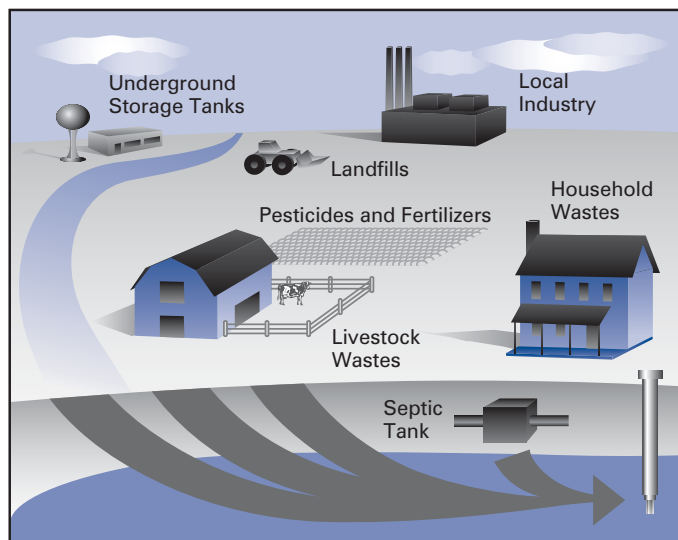 Underground
Storage Tanks
Local
Industry
Landfills
Household
Wastes
Pesticides and Fertilizers
Livestock
Wastes
Septic
Tank